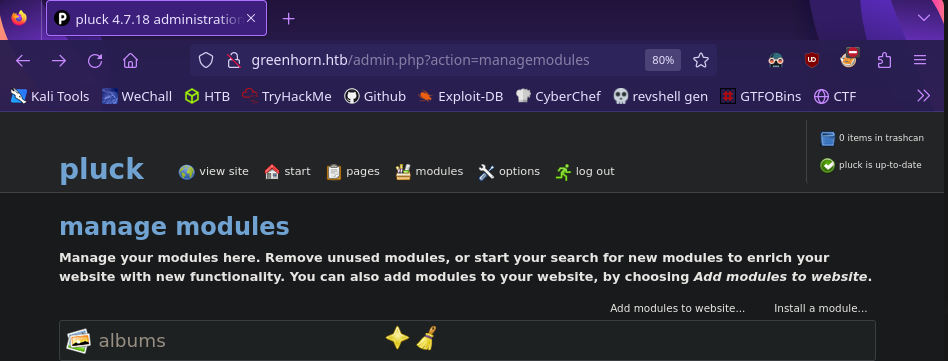 pluck 4.7.18 administration
greenhorn.htb/admin.php?action=managemodules 80%
Kali Tools WeChall HTB TryHackMe Github Exploit-DB CyberChef revshell gen GTFOBins CTF
0 items in trashcan
pluck is up-to-date
pluck view site start pages modules options log out
manage modules
Manage your modules here. Remove unused modules, or start your search for new modules to enrich your
website with new functionality. You can also add modules to your website, by choosing Add modules to website.
Add modules to website... Install a module...
albums